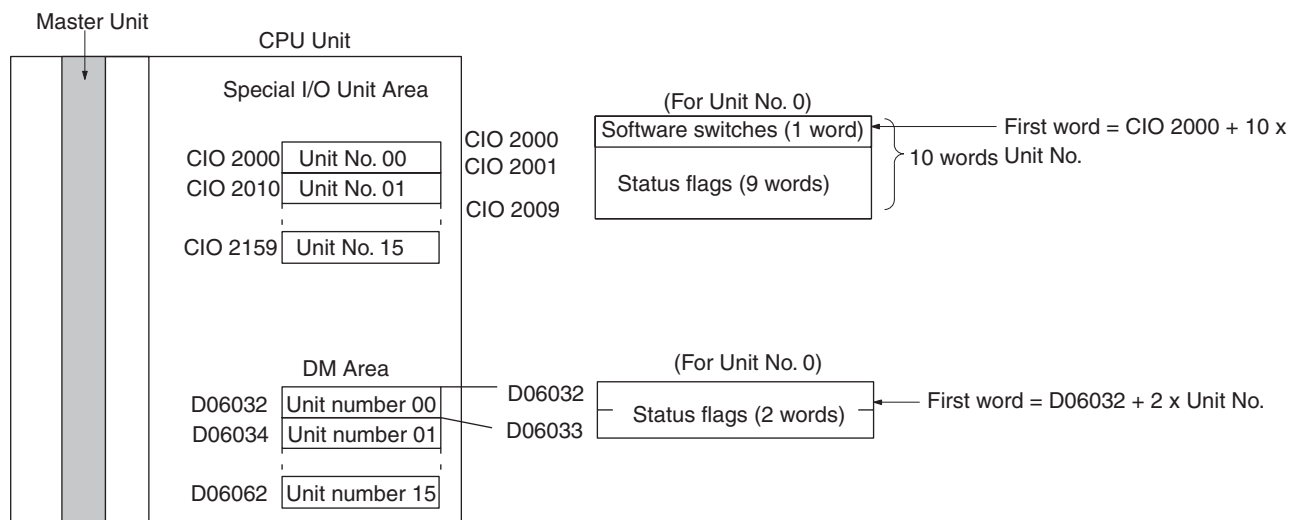 Master Unit
CPU Unit
Special I/O Unit Area
CIO 2000 Unit No. 00
CIO 2010 Unit No. 01
CIO 2159 Unit No. 15
(For Unit No. 0)
CIO 2000
Software switches (1 word)
CIO 2001
Status flags (9 words)
CIO 2009
10 words
First word = CIO 2000 + 10 x
Unit No.
DM Area
D06032 Unit number 00
D06034 Unit number 01
D06062 Unit number 15
(For Unit No. 0)
D06032
Status flags (2 words)
D06033
First word = D06032 + 2 x Unit No.